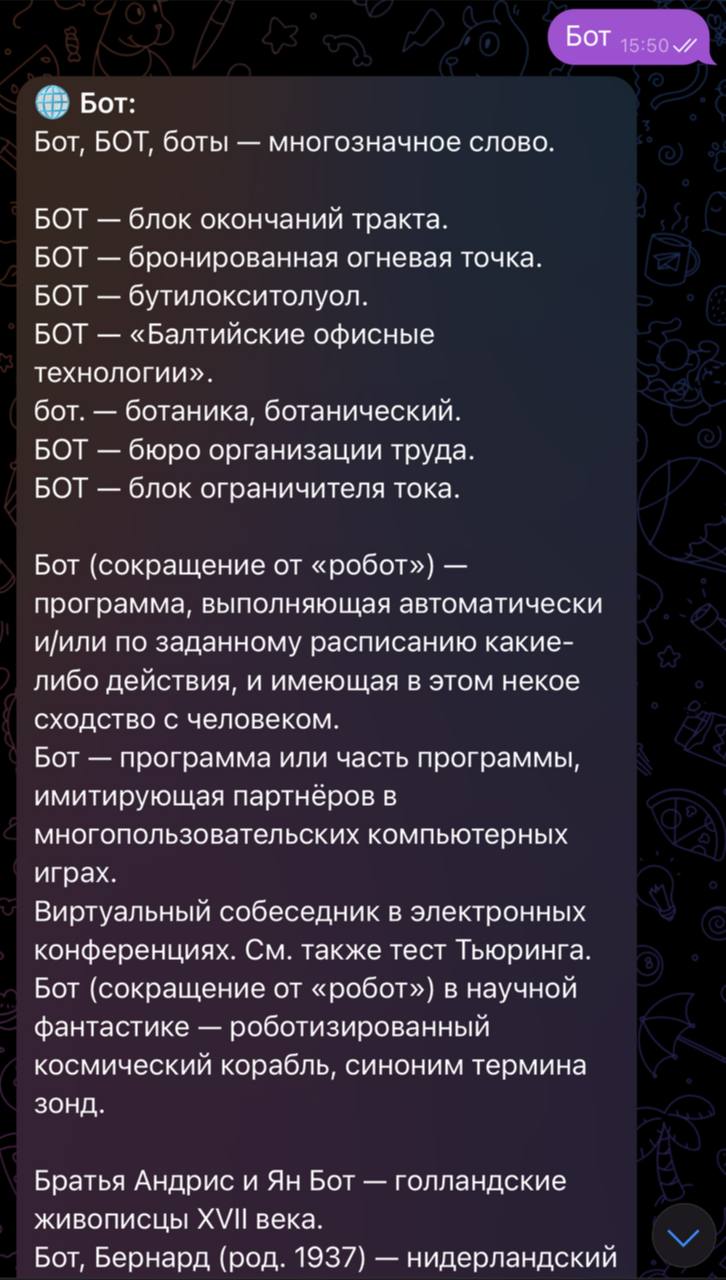 Бот 15:50
Бот:
Бот, БОТ, боты — многозначное слово.
БОТ — блок окончаний тракта.
БОТ — бронированная огневая точка.
БОТ — бутилокситолуол.
БОТ — «Балтийские офисные
технологии».
бот. — ботаника, ботанический.
БОТ — бюро организации труда.
БОТ — блок ограничителя тока.
Бот (сокращение от «робот») —
программа, выполняющая автоматически
и/или по заданному расписанию какие-
либо действия, и имеющая в этом некое
сходство с человеком.
Бот — программа или часть программы,
имитирующая партнёров в
многопользовательских компьютерных
играх.
Виртуальный собеседник в электронных
конференциях. См. также тест Тьюринга.
Бот (сокращение от «робот») в научной
фантастике — роботизированный
космический корабль, синоним термина
зонд.
Братья Андрис и Ян Бот — голландские
живописцы XVII века.
Бот, Бернард (род. 1937) — нидерландский